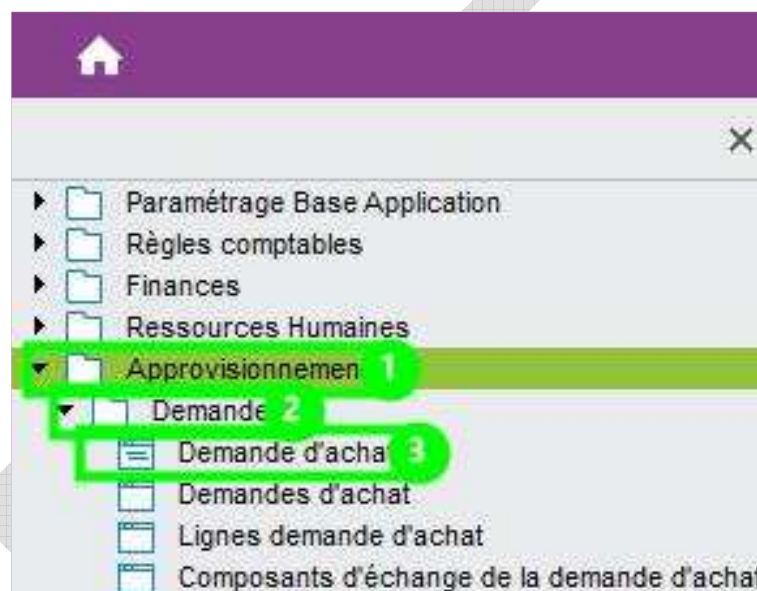 Paramétrage Base Application
Règles comptables
Finances
Ressources Humaines
Approvisionnemen 1
Demande 2
Demande d'acha 3
Demandes d'achat
Lignes demande d'achat
Composants d'échange de la demande d'achat